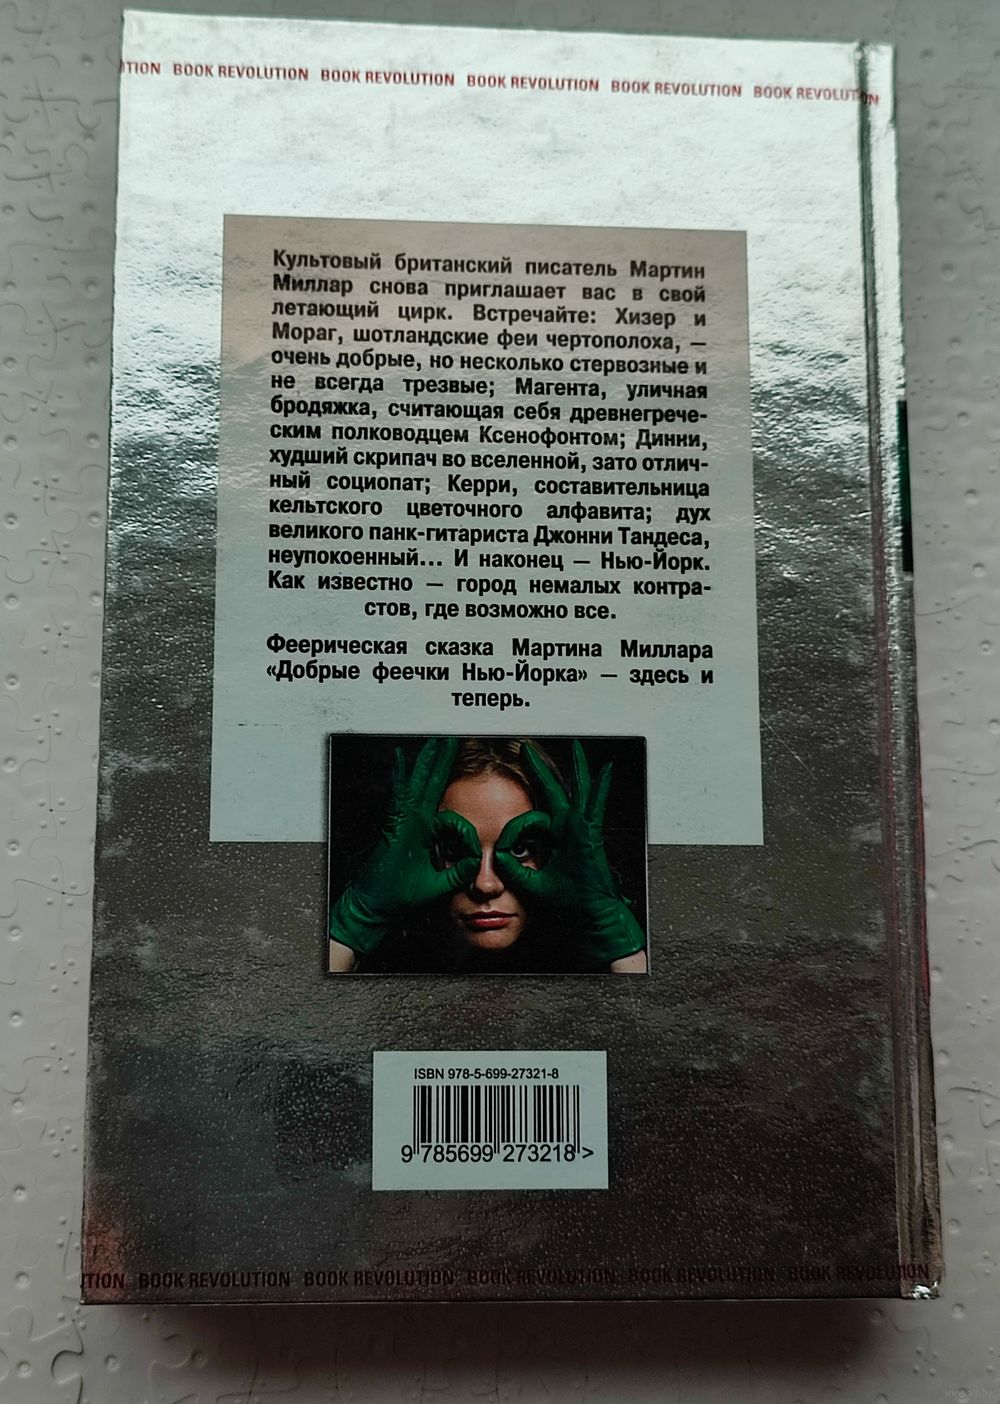 TION BOOK REVOLUTION BOOK REVOLUTION BOOK REVOLUTION BOOK REVOLUTION BOOK REVOLUTION
Культовый британский писатель Мартин
Миллар снова приглашает вас в свой
летающий цирк. Встречайте: Хизер и
Мораг, шотландские феи чертополоха, —
очень добрые, но несколько стервозные и
не всегда трезвые; Магента, уличная
бродяжка, считающая себя древнегрече-
ским полководцем Ксенофонтом; Динни,
худший скрипач во вселенной, зато отлич-
ный социопат; Керри, составительница
кельтского цветочного алфавита; дух
великого панк-гитариста Джонни Тандеса,
неупокоенный... И наконец — Нью-Йорк.
Как известно — город немалых контра-
стов, где возможно все.
Феерическая сказка Мартина Миллара
«Добрые феечки Нью-Йорка» — здесь и
теперь.
ISBN 978-5-699-27321-8
9 785699 273218 >
TION BOOK REVOLUTION BOOK REVOLUTION BOOK REVOLUTION BOOK REVOLUTION BOOK REVOLUTION